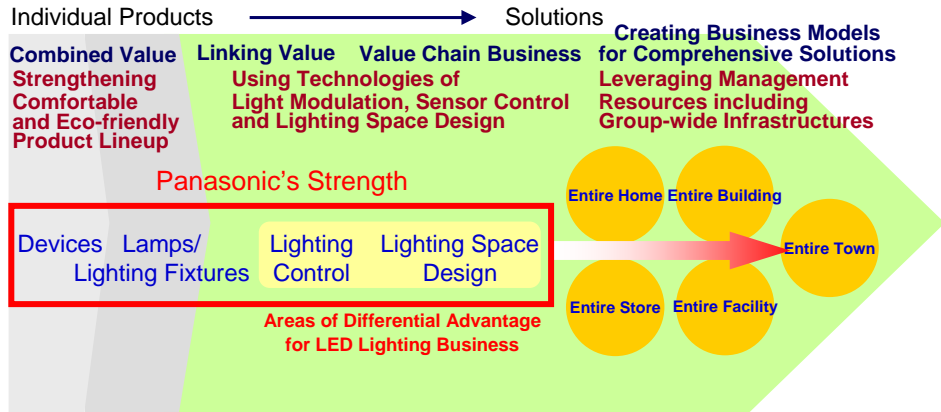 Individual Products
Solutions
Combined Value
Strengthening
Comfortable
and Eco-friendly
Product Lineup
Linking Value
Value Chain Business
Using Technologies of
Light Modulation, Sensor Control
and Lighting Space Design
Creating Business Models
for Comprehensive Solutions
Leveraging Management
Resources including
Group-wide Infrastructures
Panasonic's Strength
Devices
Lamps/
Lighting Fixtures
Lighting
Control
Lighting Space
Design
Areas of Differential Advantage
for LED Lighting Business
Entire Home
Entire Building
Entire Town
Entire Store
Entire Facility